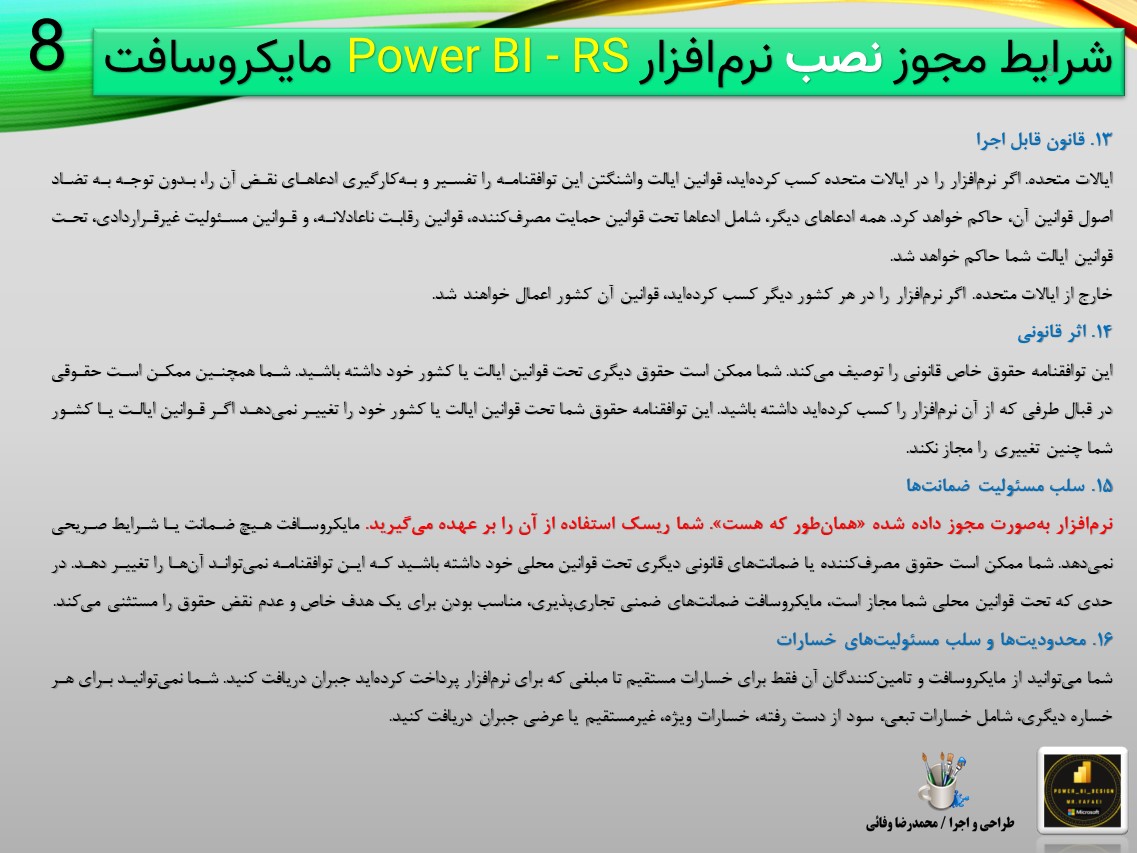 8
شرایط مجوز نصب نرم‌افزار Power BI - RS مایکروسافت
۱۳. قانون قابل اجرا
ایالات متحده. اگر نرم‌افزار را در ایالات متحده کسب کرده‌اید، قوانین ایالت واشنگتن این توافقنامه را تفسیر و به‌کارگیری ادعاهای نقض آن را، بدون توجه به تضاد
اصول قوانین آن، حاکم خواهد کرد. همه ادعاهای دیگر، شامل ادعاها تحت قوانین حمایت مصرف‌کننده، قوانین رقابت ناعادلانه، و قوانین مسئولیت غیرقراردادی، تحت
قوانین ایالت شما حاکم خواهد شد.
خارج از ایالات متحده. اگر نرم‌افزار را در هر کشور دیگر کسب کرده‌اید، قوانین آن کشور اعمال خواهند شد.
۱۴. اثر قانونی
این توافقنامه حقوق خاص قانونی را توصیف می‌کند. شما ممکن است حقوق دیگری تحت قوانین ایالت یا کشور خود داشته باشید. شما همچنین ممکن است حقوقی
در قبال طرفی که از آن نرم‌افزار را کسب کرده‌اید داشته باشید. این توافقنامه حقوق شما تحت قوانین ایالت یا کشور خود را تغییر نمی‌دهد اگر قوانین ایالت یا کشور
شما چنین تغییری را مجاز نکند.
۱۵. سلب مسئولیت ضمانت‌ها
نرم‌افزار به‌صورت مجوز داده شده «همان‌طور که هست». شما ریسک استفاده از آن را بر عهده می‌گیرید. مایکروسافت هیچ ضمانت یا شرایط صریحی
نمی‌دهد. شما ممکن است حقوق مصرف‌کننده یا ضمانت‌های قانونی دیگری تحت قوانین محلی خود داشته باشید که این توافقنامه نمی‌تواند آن‌ها را تغییر دهد. در
حدی که تحت قوانین محلی شما مجاز است، مایکروسافت ضمانت‌های ضمنی تجاری‌پذیری، مناسب بودن برای یک هدف خاص و عدم نقض حقوق را مستثنی می‌کند.
۱۶. محدودیت‌ها و سلب مسئولیت‌های خسارات
شما می‌توانید از مایکروسافت و تامین‌کنندگان آن فقط برای خسارات مستقیم تا مبلغی که برای نرم‌افزار پرداخت کرده‌اید جبران دریافت کنید. شما نمی‌توانید برای هر
خساره دیگری، شامل خسارات تبعی، سود از دست رفته، خسارات ویژه، غیرمستقیم یا عرضی جبران دریافت کنید.
POWER_BI_DESIGN
MR.VAFAEI
Microsoft
طراحی و اجرا / محمدرضا وفائی